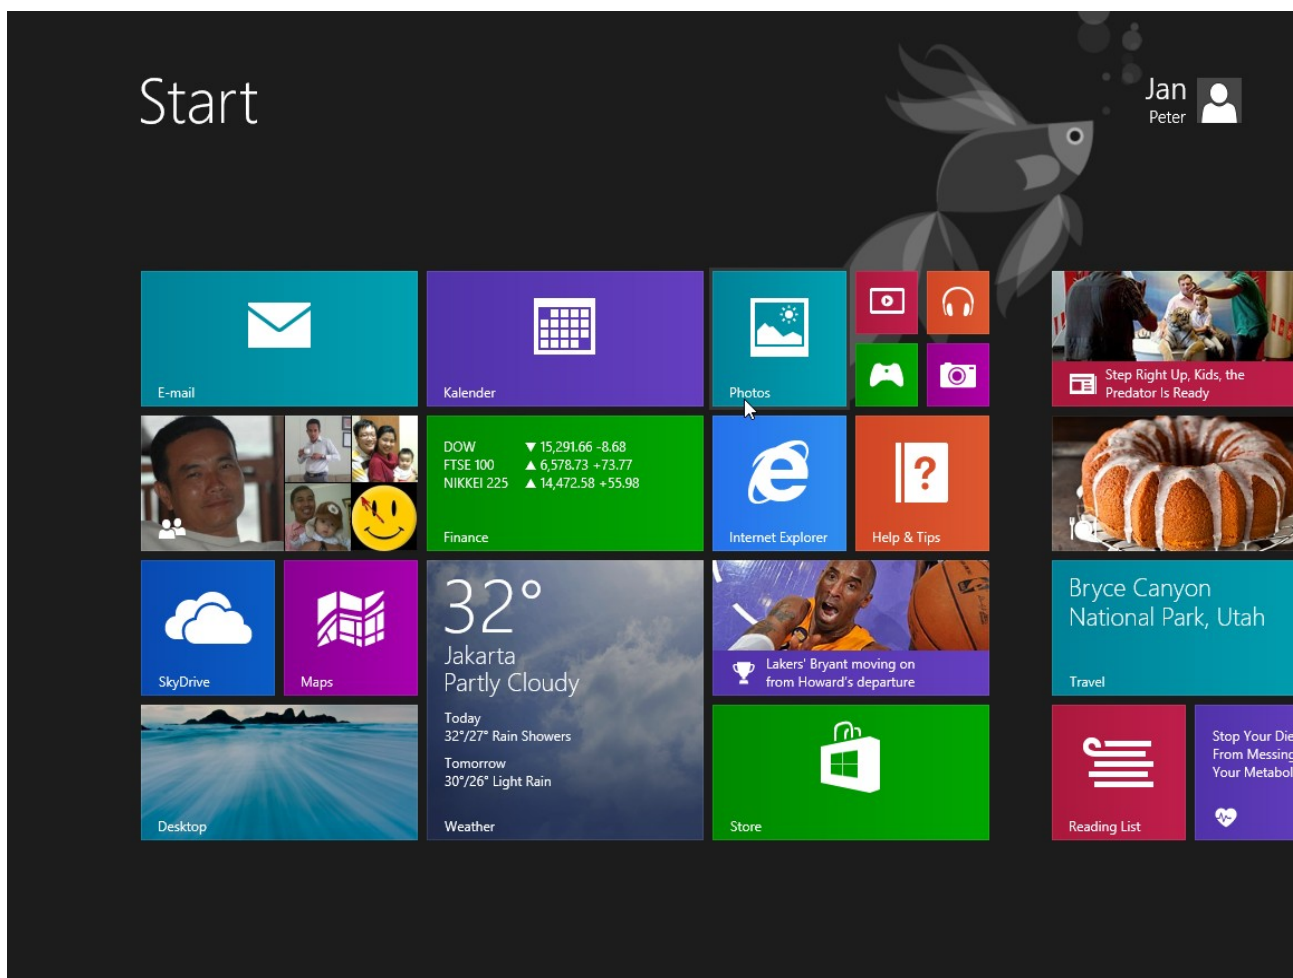 Start
Jan
Peter
E-mail
Kalender
Photos
Step Right Up, Kids, the
Predator Is Ready
DOW ▼ 15,291.66 -8.68
FTSE 100 ▲ 6,578.73 +73.77
NIKKEI 225 ▲ 14,472.58 +55.98
Finance
Internet Explorer
Help & Tips
SkyDrive
Maps
32°
Jakarta
Partly Cloudy
Today
32°/27° Rain Showers
Tomorrow
30°/26° Light Rain
Weather
Lakers' Bryant moving on
from Howard's departure
Bryce Canyon
National Park, Utah
Travel
Desktop
Store
Reading List
Stop Your Die
From Messing
Your Metabol